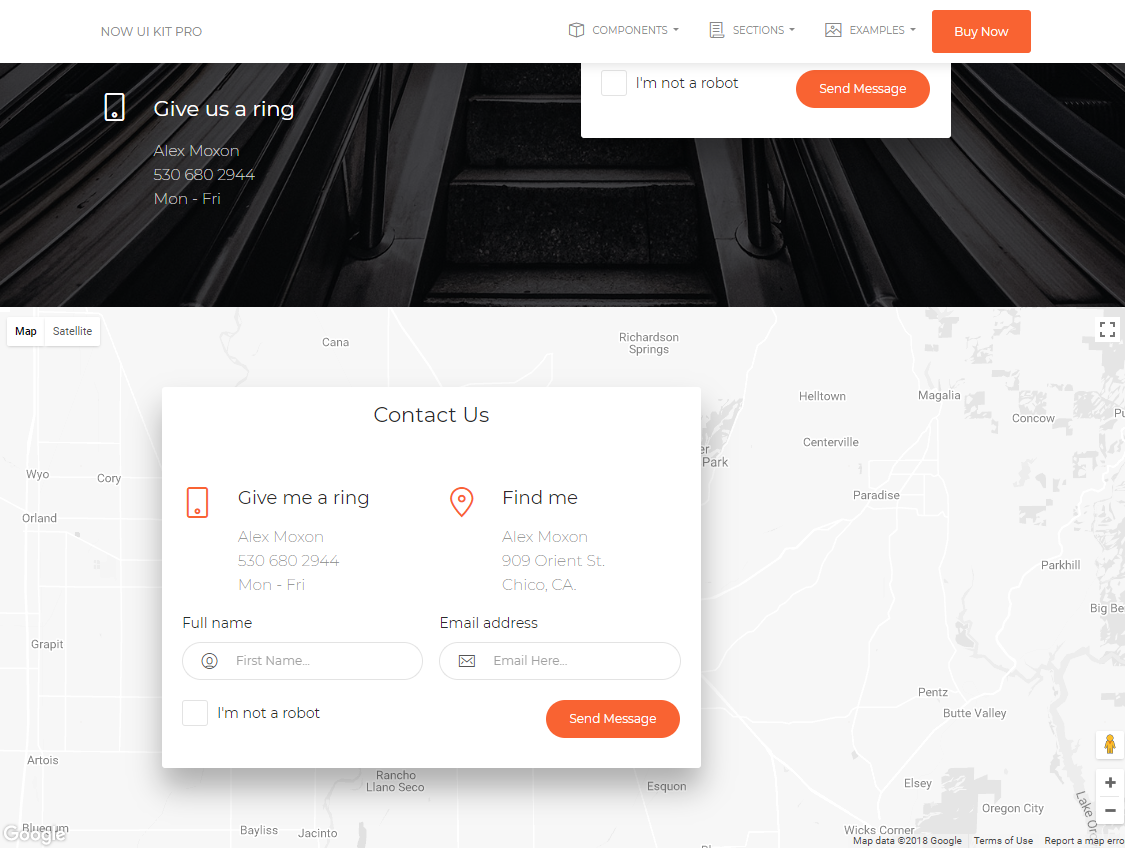 NOW UI KIT PRO
COMPONENTS
SECTIONS
EXAMPLES
Buy Now
Give us a ring
Alex Moxon
530 680 2944
Mon - Fri
I'm not a robot
Send Message
Map
Satellite
Cana
Richardson
Springs
Helltown
Magalia
Concow
Centerville
Park
Wyo
Cory
Orland
Paradise
Parkhill
Grapit
Pentz
Butte Valley
Artois
Contact Us
Give me a ring
Alex Moxon
530 680 2944
Mon - Fri
Find me
Alex Moxon
909 Orient St.
Chico, CA.
Full name
First Name...
Email address
Email Here...
I'm not a robot
Send Message
Rancho
Llano Seco
Esquon
Elsey
Oregon City
Bayliss
Jacinto
Wicks Corner
Google
Map data ©2018 Google
Terms of Use
Report a map erro